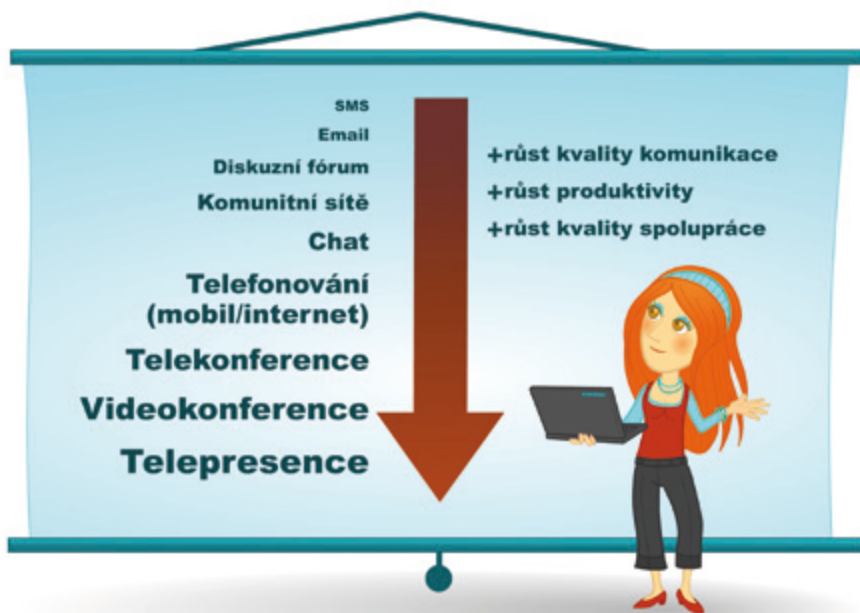 SMS
Email
Diskuzní fórum
Komunitní sítě
Chat
Telefonování
(mobil/internet)
Telekonference
Videokonference
Telepresence
+růst kvality komunikace
+růst produktivity
+růst kvality spolupráce